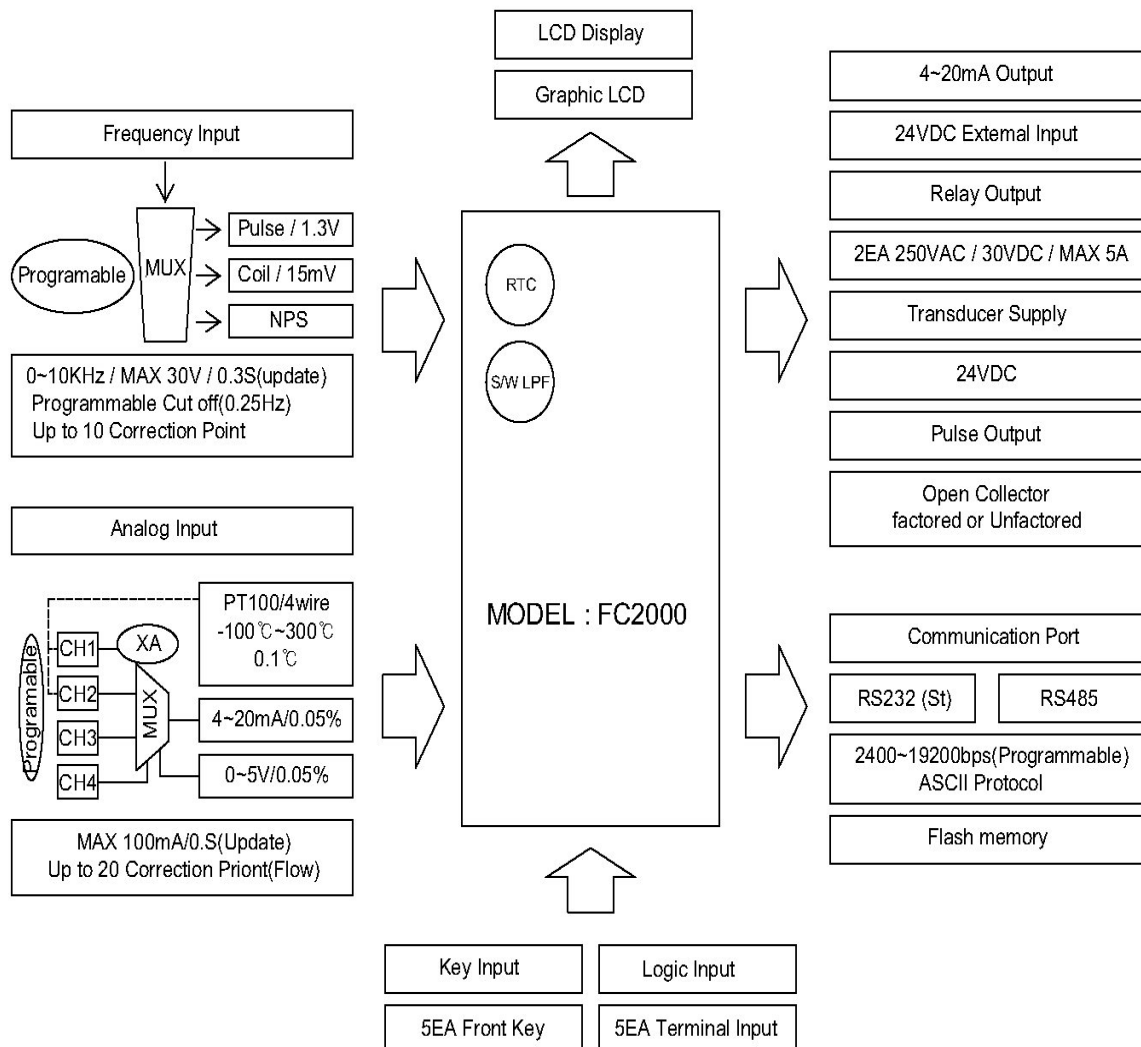 LCD Display
Graphic LCD
Frequency Input
Programable
MUX
Pulse / 1.3V
Coil / 15mV
NPS
0~10KHz / MAX 30V / 0.3S(update)
Programmable Cut off(0.25Hz)
Up to 10 Correction Point
Analog Input
Programable
CH1
CH2
CH3
CH4
XA
MUX
PT100/4wire
-100℃~300℃
0.1℃
4~20mA/0.05%
0~5V/0.05%
MAX 100mA/0.S(Update)
Up to 20 Correction Priont(Flow)
RTC
S/W LPF
MODEL : FC2000
4~20mA Output
24VDC External Input
Relay Output
2EA 250VAC / 30VDC / MAX 5A
Transducer Supply
24VDC
Pulse Output
Open Collector
factored or Unfactored
Communication Port
RS232 (St)
RS485
2400~19200bps(Programmable)
ASCII Protocol
Flash memory
Key Input
Logic Input
5EA Front Key
5EA Terminal Input